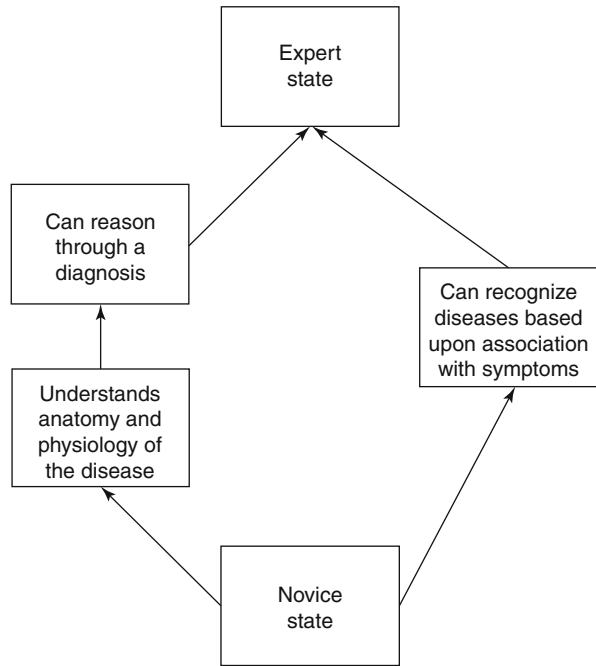 Expert
state
Can reason
through a
diagnosis
Can recognize
diseases based
upon association
with symptoms
Understands
anatomy and
physiology of
the disease
Novice
state